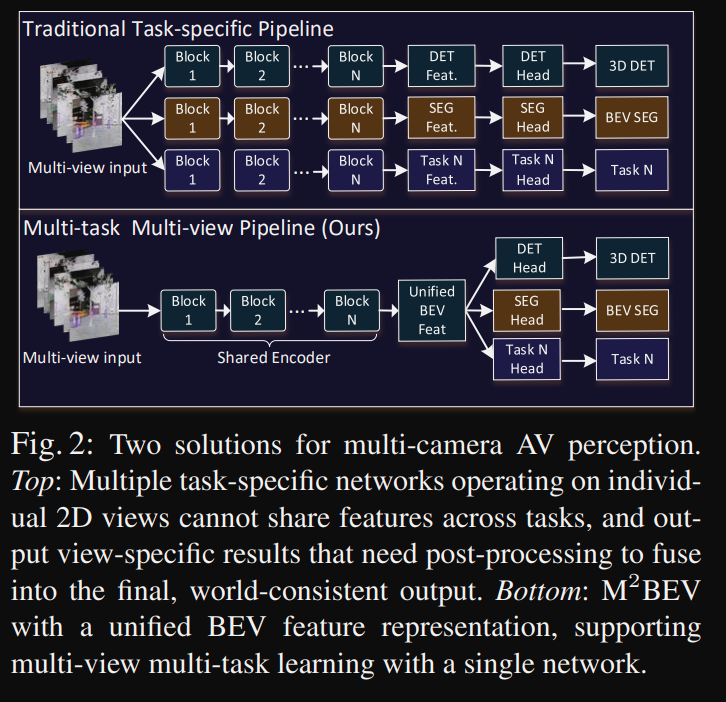 Traditional Task-specific Pipeline
Multi-view input
Block 1 Block 2 ... Block N DET Feat. DET Head 3D DET
Block 1 Block 2 ... Block N SEG Feat. SEG Head BEV SEG
Block 1 Block 2 ... Block N Task N Feat. Task N Head Task N
Multi-task Multi-view Pipeline (Ours)
Multi-view input
Block 1 Block 2 ... Block N
Shared Encoder
Unified BEV Feat
DET Head 3D DET
SEG Head BEV SEG
Task N Head Task N
Fig. 2: Two solutions for multi-camera AV perception.
Top: Multiple task-specific networks operating on individ-
ual 2D views cannot share features across tasks, and out-
put view-specific results that need post-processing to fuse
into the final, world-consistent output. Bottom: M²BEV
with a unified BEV feature representation, supporting
multi-view multi-task learning with a single network.